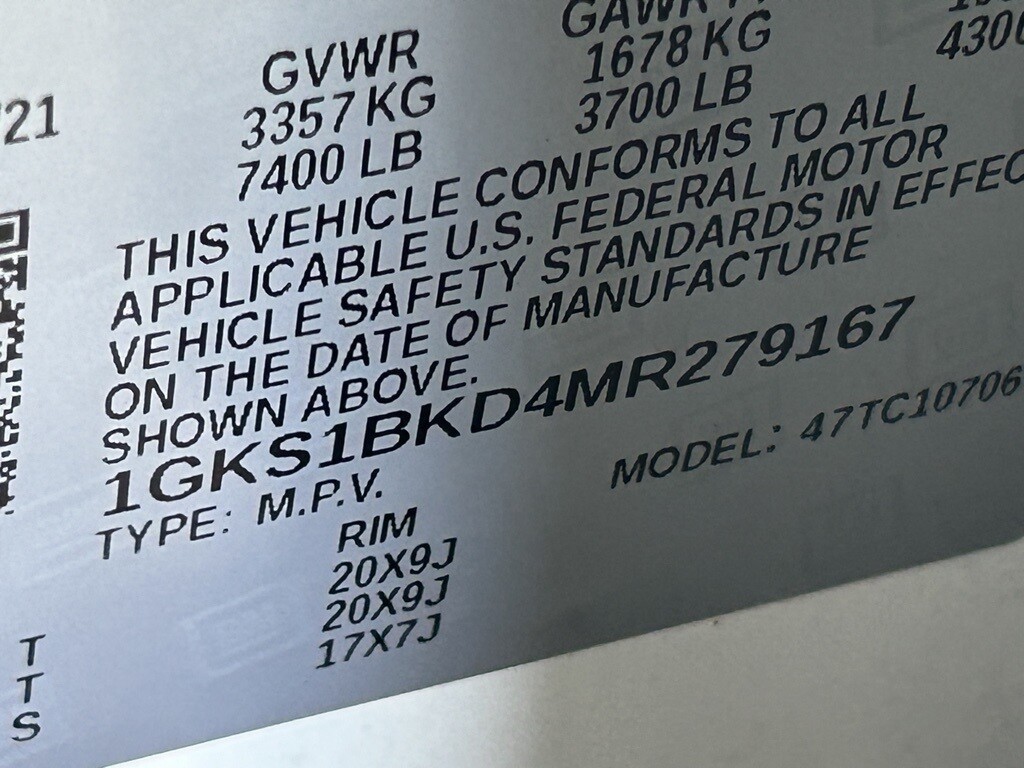 GVWR GAWR
/21 3357 KG 1678 KG
7400 LB 3700 LB
THIS VEHICLE CONFORMS TO ALL
APPLICABLE U.S. FEDERAL MOTOR
VEHICLE SAFETY STANDARDS IN EFFEC
ON THE DATE OF MANUFACTURE
SHOWN ABOVE.
1GKS1BKD4MR279167
TYPE: M.P.V. MODEL: 47TC10706
RIM
20X9J
T 20X9J
T 17X7J
S